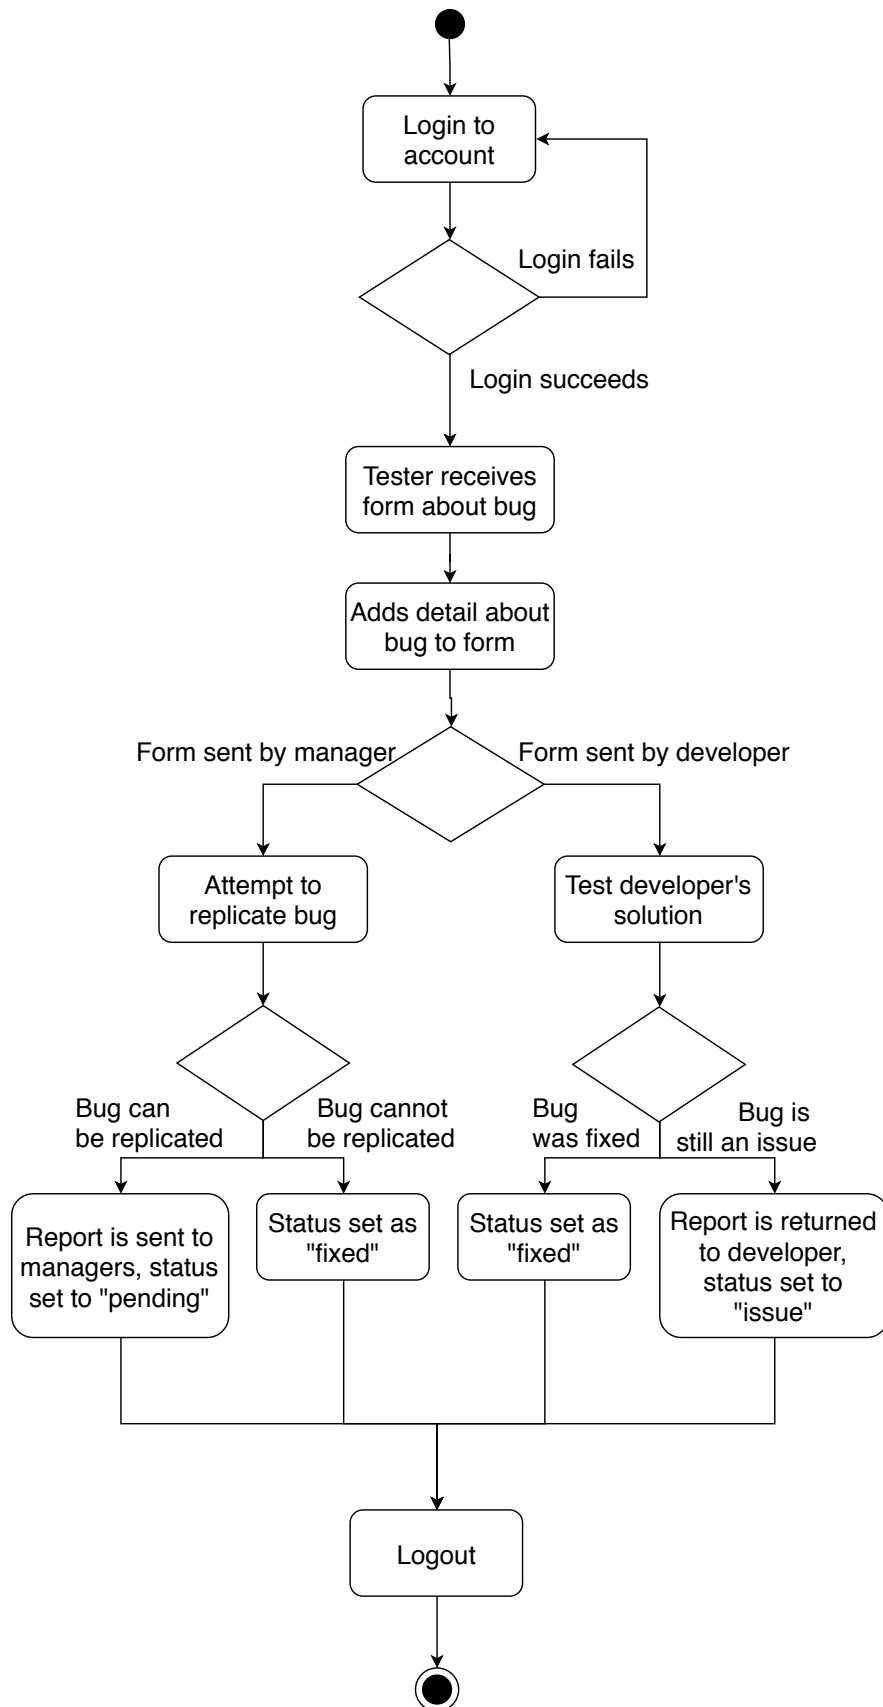 Login to
account
Login fails
Login succeeds
Tester receives
form about bug
Adds detail about
bug to form
Form sent by manager
Form sent by developer
Attempt to
replicate bug
Test developer's
solution
Bug can
be replicated
Bug cannot
be replicated
Bug
was fixed
Bug is
still an issue
Report is sent to
managers, status
set to "pending"
Status set as
"fixed"
Status set as
"fixed"
Report is returned
to developer,
status set to
"issue"
Logout